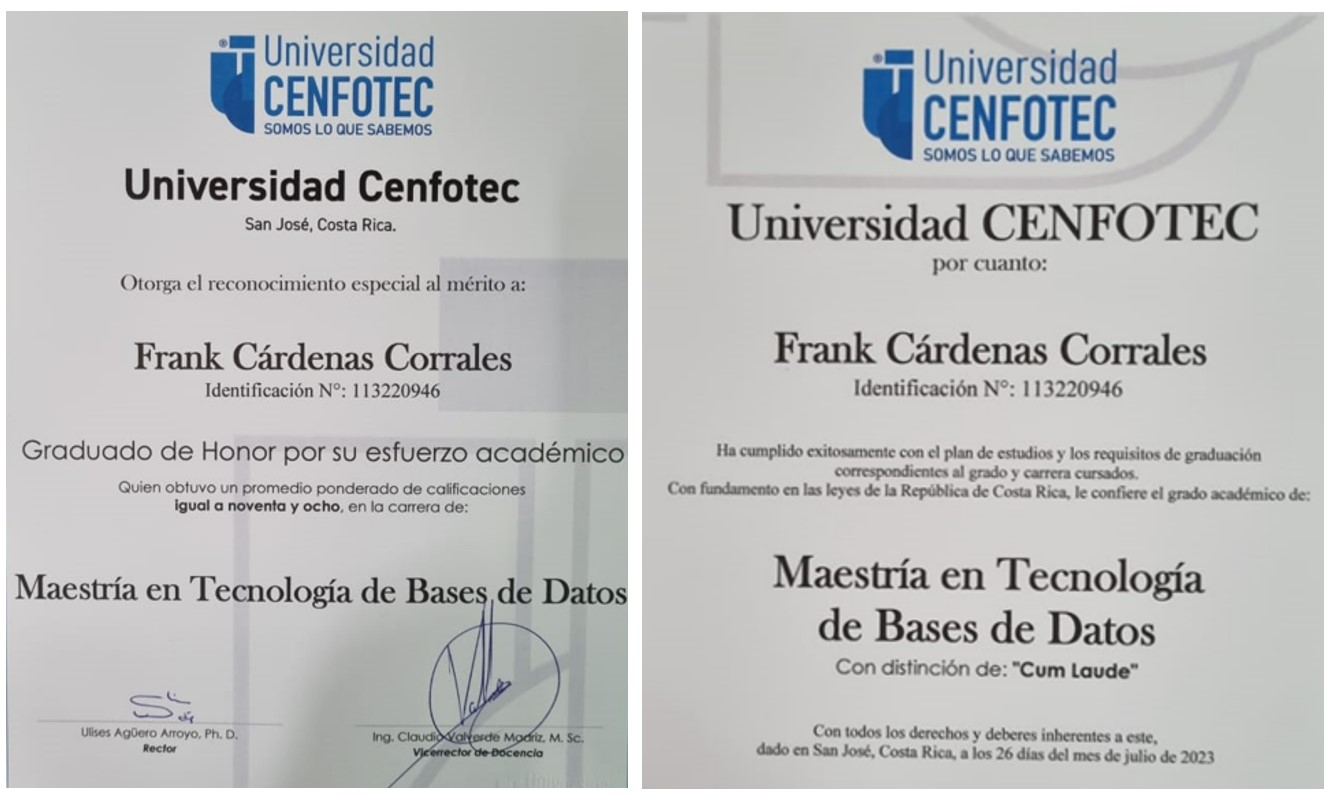 Universidad
CENFOTEC
SOMOS LO QUE SABEMOS
Universidad Cenfotec
San José, Costa Rica.
Otorga el reconocimiento especial al mérito a:
Frank Cárdenas Corrales
Identificación N°: 113220946
Graduado de Honor por su esfuerzo académico
Quien obtuvo un promedio ponderado de calificaciones
igual a noventa y ocho, en la carrera de:
Maestría en Tecnología de Bases de Datos
Ulises Agüero Arroyo, Ph. D.
Rector
Ing. Claudio Valverde Madriz, M. Sc.
Vicerrector de Docencia
Universidad
CENFOTEC
SOMOS LO QUE SABEMOS
Universidad CENFOTEC
por cuanto:
Frank Cárdenas Corrales
Identificación N°: 113220946
Ha cumplido exitosamente con el plan de estudios y los requisitos de graduación
correspondientes al grado y carrera cursados.
Con fundamento en las leyes de la República de Costa Rica, le confiere el grado académico de:
Maestría en Tecnología
de Bases de Datos
Con distinción de: "Cum Laude"
Con todos los derechos y deberes inherentes a este,
dado en San José, Costa Rica, a los 26 días del mes de julio de 2023